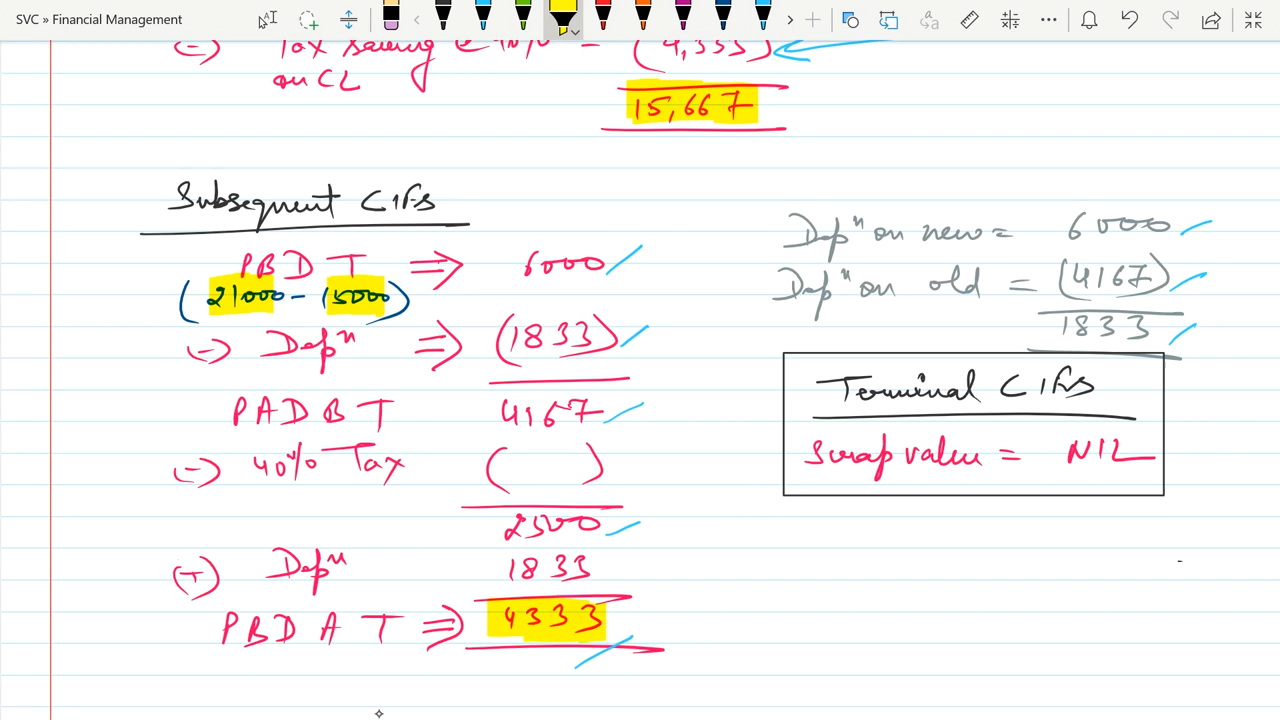 SVC » Financial Management
(-) Tax saving @ 40% = (4,333)
on CL
15,667
Subsequent CIFs
PBDT ⇒ 6000
(21000 - 15000)
(-) Depn ⇒ (1833)
PADBT 4167
(-) 40% Tax ( )
2500
(+) Depn 1833
PBDAT ⇒ 4333
Depn on new = 6000
Depn on old = (4167)
1833
Terminal CIFs
Scrap value = NIL